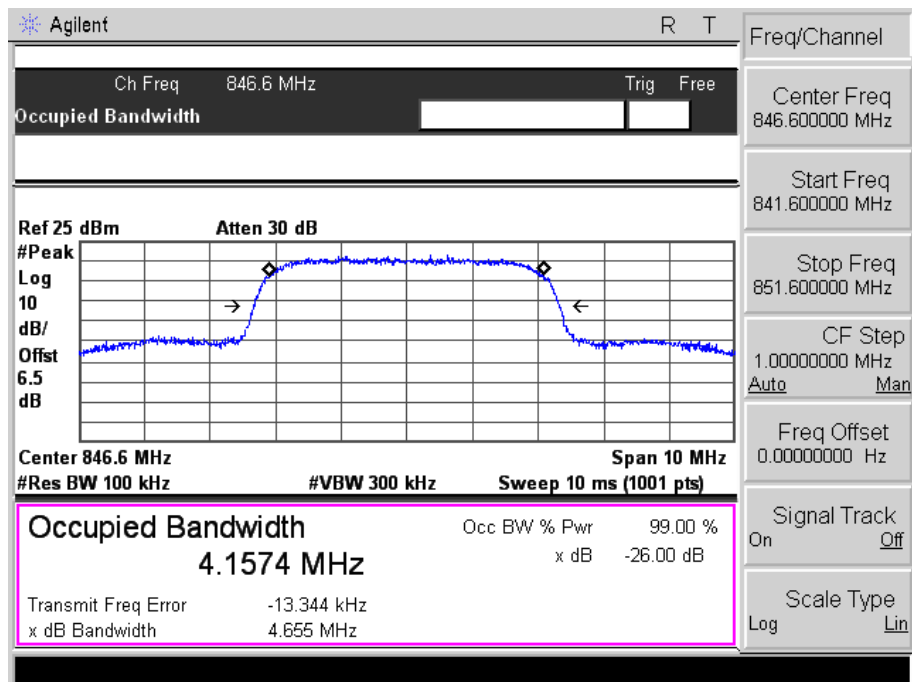 Agilent R T
Ch Freq 846.6 MHz Trig Free
Occupied Bandwidth
Ref 25 dBm Atten 30 dB
#Peak
Log
10
dB/
Offst
6.5
dB
Center 846.6 MHz Span 10 MHz
#Res BW 100 kHz #VBW 300 kHz Sweep 10 ms (1001 pts)
Occupied Bandwidth Occ BW % Pwr 99.00 %
4.1574 MHz x dB -26.00 dB
Transmit Freq Error -13.344 kHz
x dB Bandwidth 4.655 MHz
Freq/Channel
Center Freq
846.600000 MHz
Start Freq
841.600000 MHz
Stop Freq
851.600000 MHz
CF Step
1.00000000 MHz
Auto Man
Freq Offset
0.00000000 Hz
Signal Track
On Off
Scale Type
Log Lin